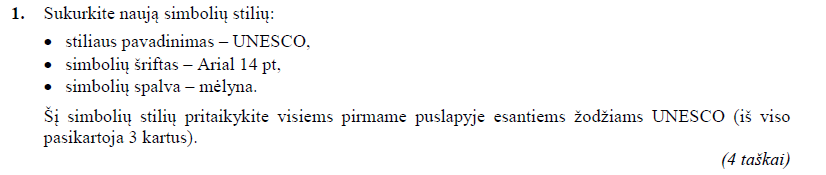 1. Sukurkite naują simbolių stilių:
• stiliaus pavadinimas – UNESCO,
• simbolių šriftas – Arial 14 pt,
• simbolių spalva – mėlyna.
Šį simbolių stilių pritaikykite visiems pirmame puslapyje esantiems žodžiams UNESCO (iš viso
pasikartoja 3 kartus).
(4 taškai)